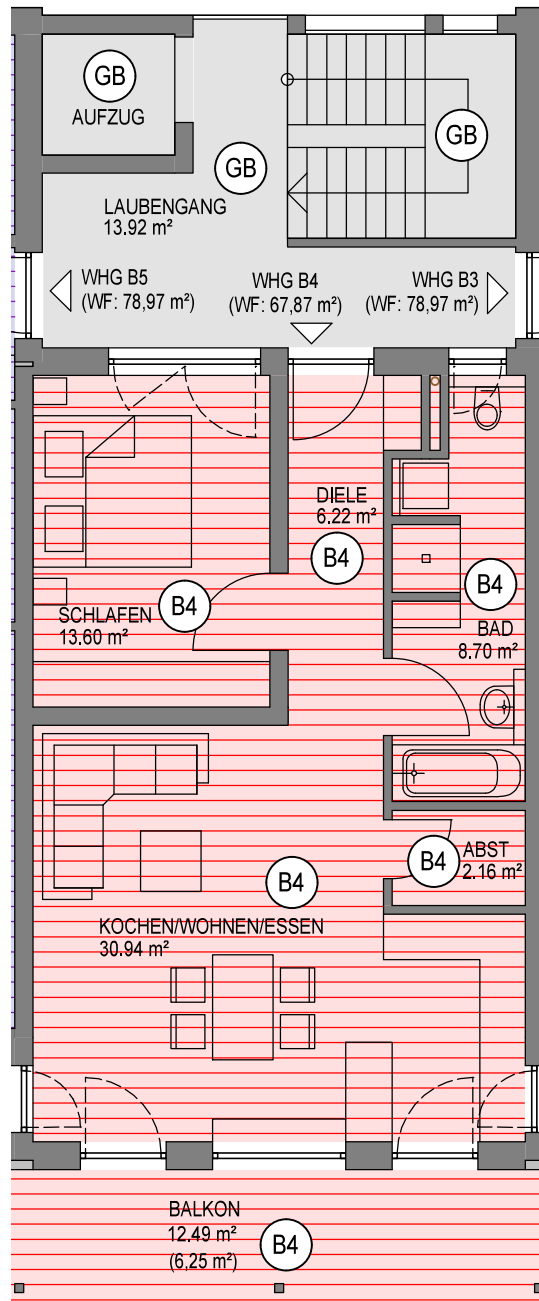 GB
AUFZUG
GB
GB
LAUBENGANG
13.92 m²
WHG B5
(WF: 78,97 m²)
WHG B4
(WF: 67,87 m²)
WHG B3
(WF: 78,97 m²)
DIELE
6.22 m²
B4
SCHLAFEN
13.60 m²
B4
B4
BAD
8.70 m²
B4
ABST
2.16 m²
B4
KOCHEN/WOHNEN/ESSEN
30.94 m²
BALKON
12.49 m²
(6,25 m²)
B4